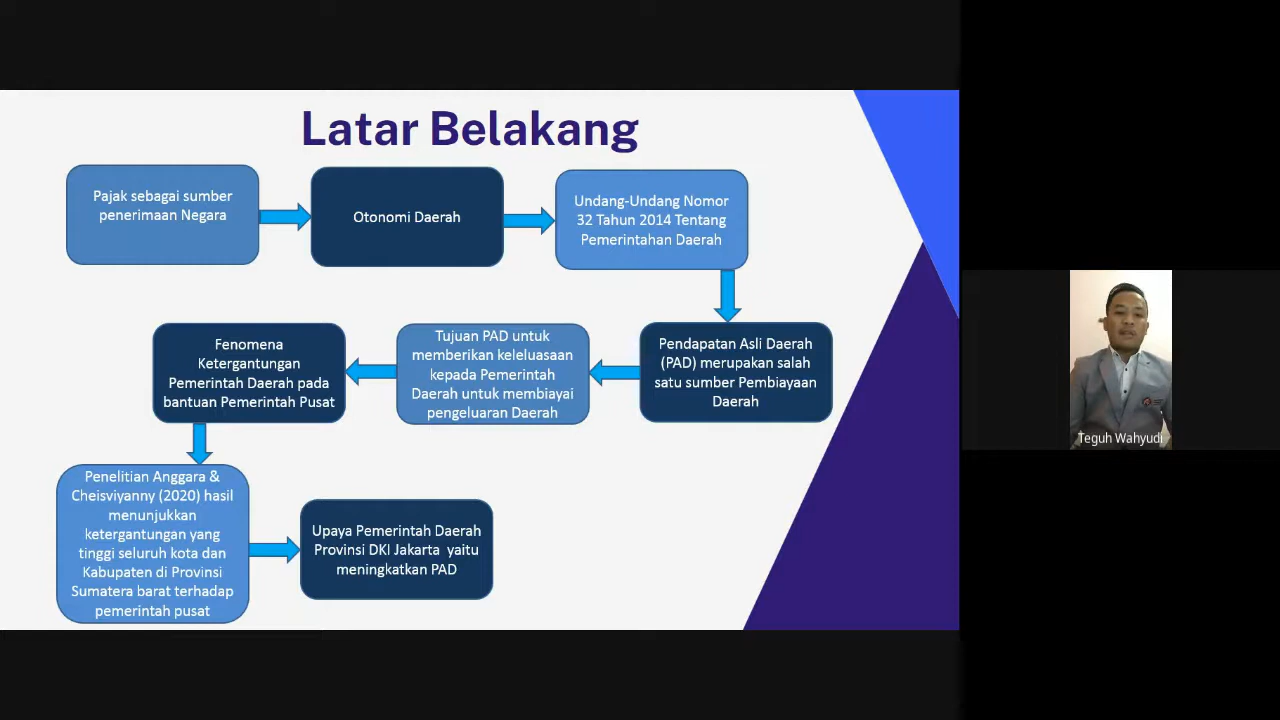 Latar Belakang
Pajak sebagai sumber
penerimaan Negara
Otonomi Daerah
Undang-Undang Nomor
32 Tahun 2014 Tentang
Pemerintahan Daerah
Pendapatan Asli Daerah
(PAD) merupakan salah
satu sumber Pembiayaan
Daerah
Tujuan PAD untuk
memberikan keleluasaan
kepada Pemerintah
Daerah untuk membiayai
pengeluaran Daerah
Fenomena
Ketergantungan
Pemerintah Daerah pada
bantuan Pemerintah Pusat
Penelitian Anggara &
Cheisviyanny (2020) hasil
menunjukkan
ketergantungan yang
tinggi seluruh kota dan
Kabupaten di Provinsi
Sumatera barat terhadap
pemerintah pusat
Upaya Pemerintah Daerah
Provinsi DKI Jakarta yaitu
meningkatkan PAD
Teguh Wahyudi